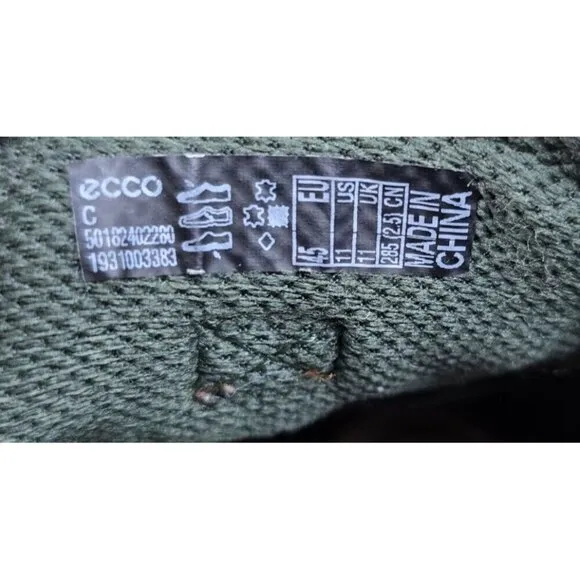 ecco
C
50182402280
1931003383
EU 45
US 11
UK 11
CN 285 (2.5)
MADE IN
CHINA